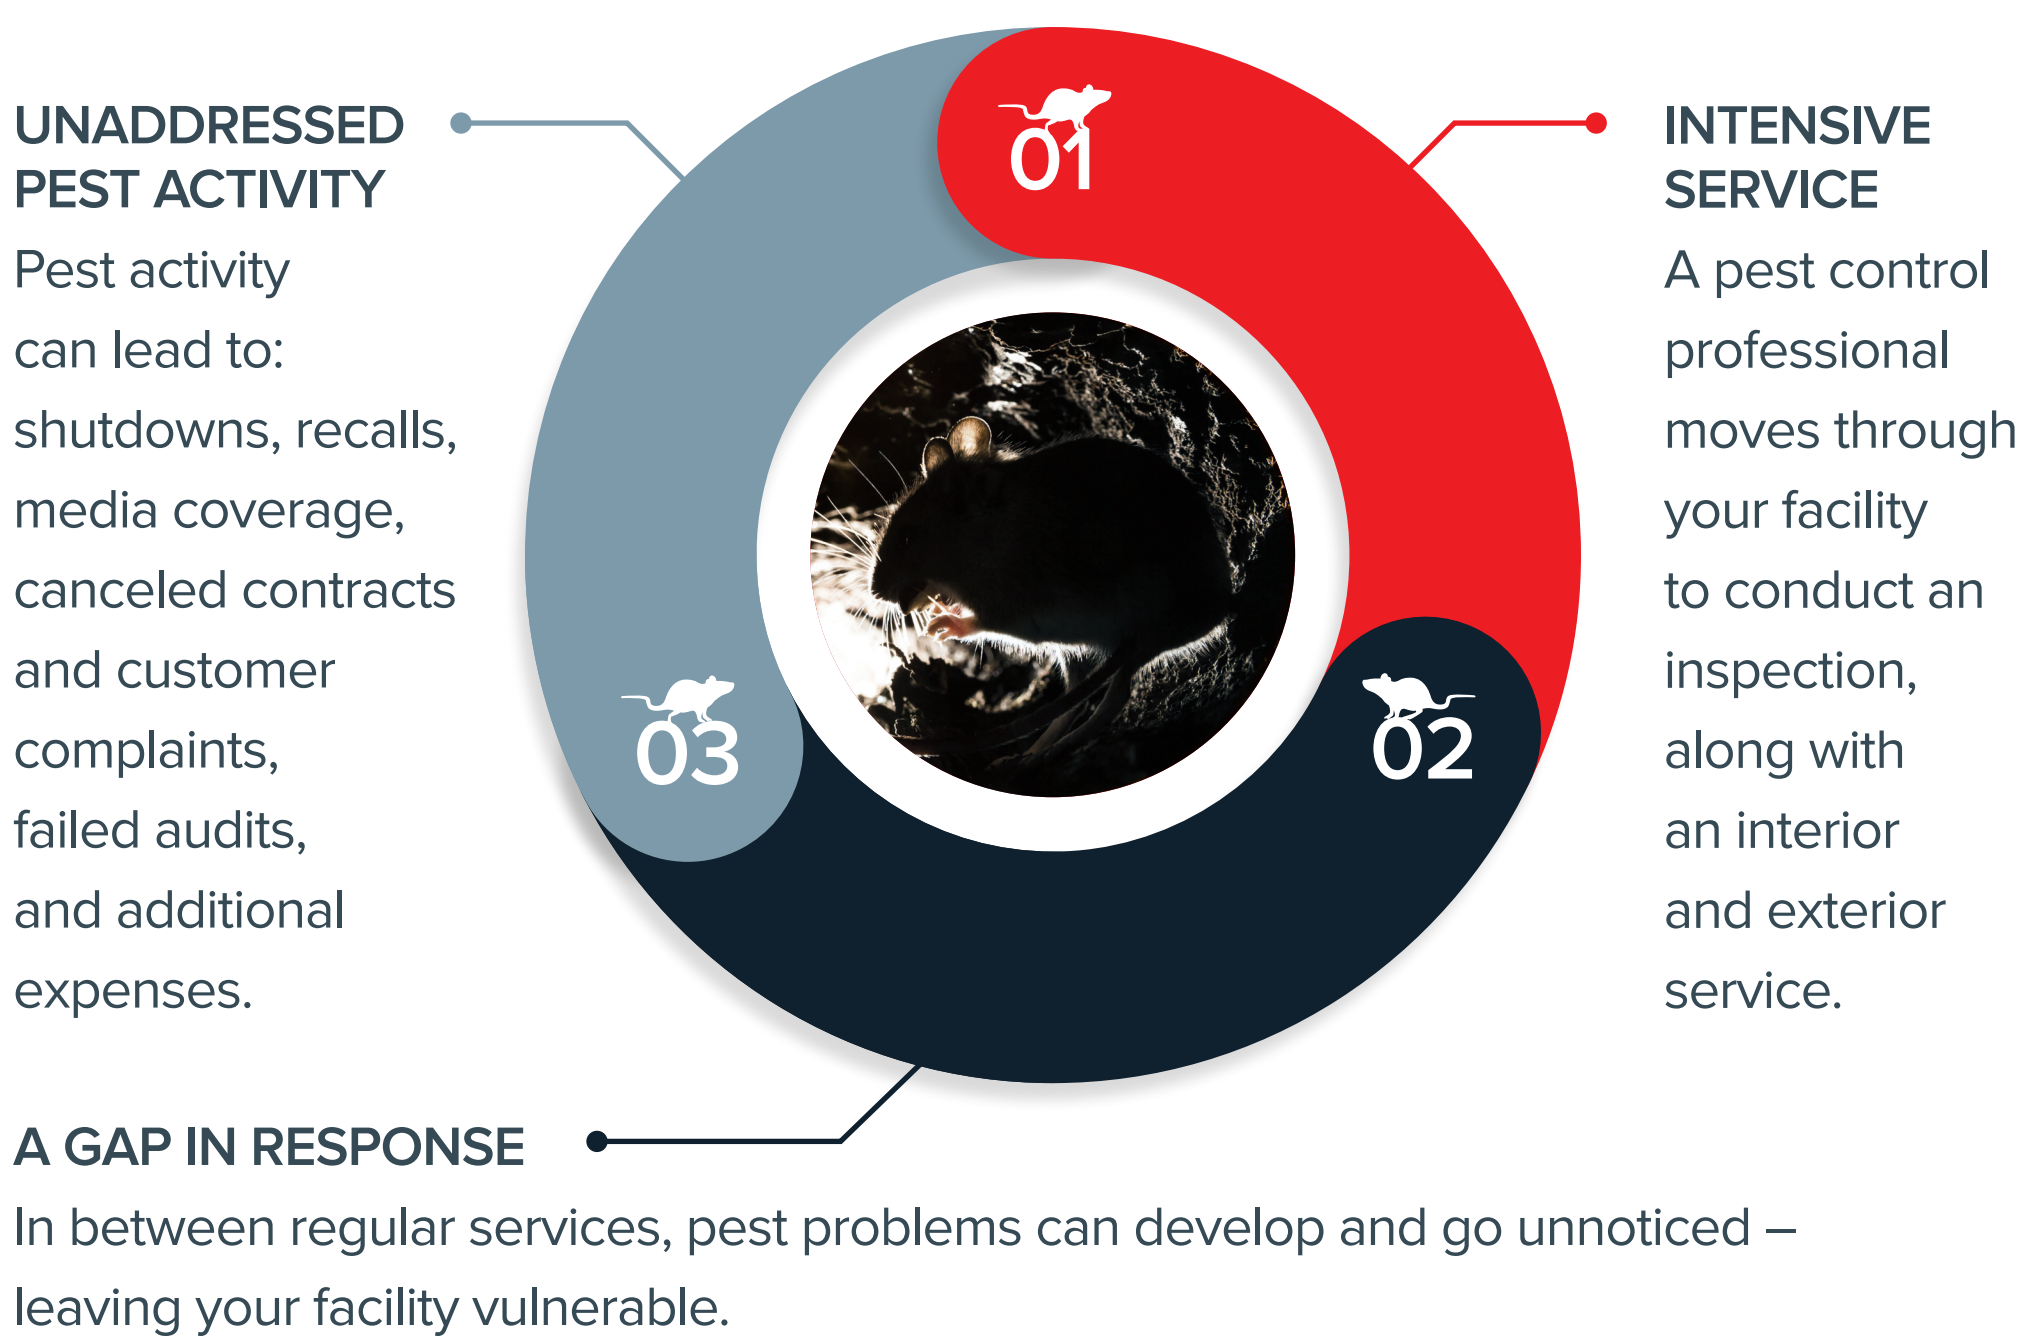 01
INTENSIVE
SERVICE
A pest control
professional
moves through
your facility
to conduct an
inspection,
along with
an interior
and exterior
service.
02
A GAP IN RESPONSE
In between regular services, pest problems can develop and go unnoticed –
leaving your facility vulnerable.
03
UNADDRESSED
PEST ACTIVITY
Pest activity
can lead to:
shutdowns, recalls,
media coverage,
canceled contracts
and customer
complaints,
failed audits,
and additional
expenses.